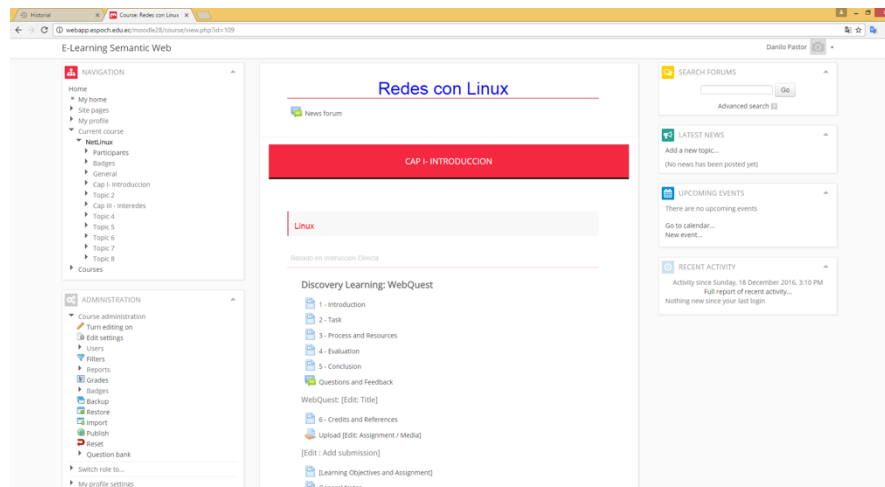 Historial
Course: Redes con Linux
webapp.espoch.edu.ec/moodle28/course/view.php?id=109
E-Learning Semantic Web
Danilo Pastor
NAVIGATION
Home
My home
Site pages
My profile
Current course
NetLinux
Participants
Badges
General
Cap I- Introduccion
Topic 2
Cap III - Interedes
Topic 4
Topic 5
Topic 6
Topic 7
Topic 8
Courses
ADMINISTRATION
Course administration
Turn editing on
Edit settings
Users
Filters
Reports
Grades
Badges
Backup
Restore
Import
Publish
Reset
Question bank
Switch role to...
My profile settings
Redes con Linux
News forum
CAP I- INTRODUCCION
Linux
Basado en Instruccion Directa
Discovery Learning: WebQuest
1 - Introduction
2 - Task
3 - Process and Resources
4 - Evaluation
5 - Conclusion
Questions and Feedback
WebQuest: [Edit: Title]
6 - Credits and References
Upload [Edit: Assignment / Media]
[Edit : Add submission]
[Learning Objectives and Assignment]
General Notes
SEARCH FORUMS
Go
Advanced search
LATEST NEWS
Add a new topic...
(No news has been posted yet)
UPCOMING EVENTS
There are no upcoming events
Go to calendar...
New event...
RECENT ACTIVITY
Activity since Sunday, 18 December 2016, 3:10 PM
Full report of recent activity...
Nothing new since your last login